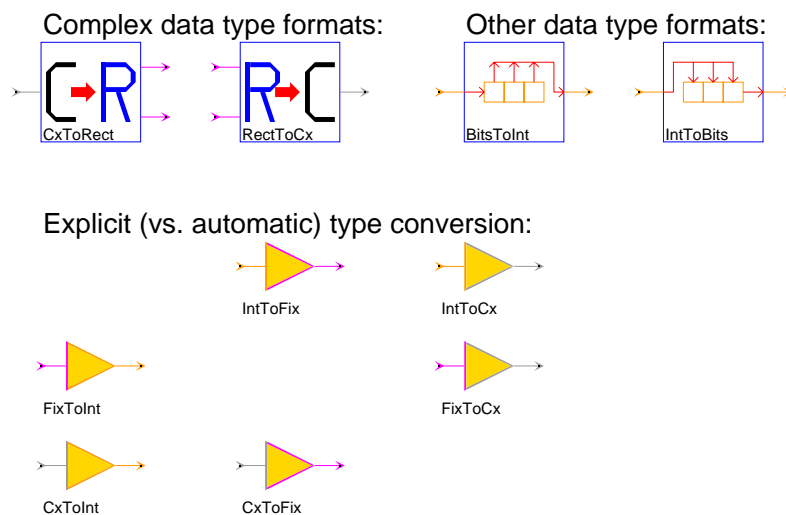 Complex data type formats:
Other data type formats:
CxToRect
RectToCx
BitsToInt
IntToBits
Explicit (vs. automatic) type conversion:
IntToFix
IntToCx
FixToInt
FixToCx
CxToInt
CxToFix